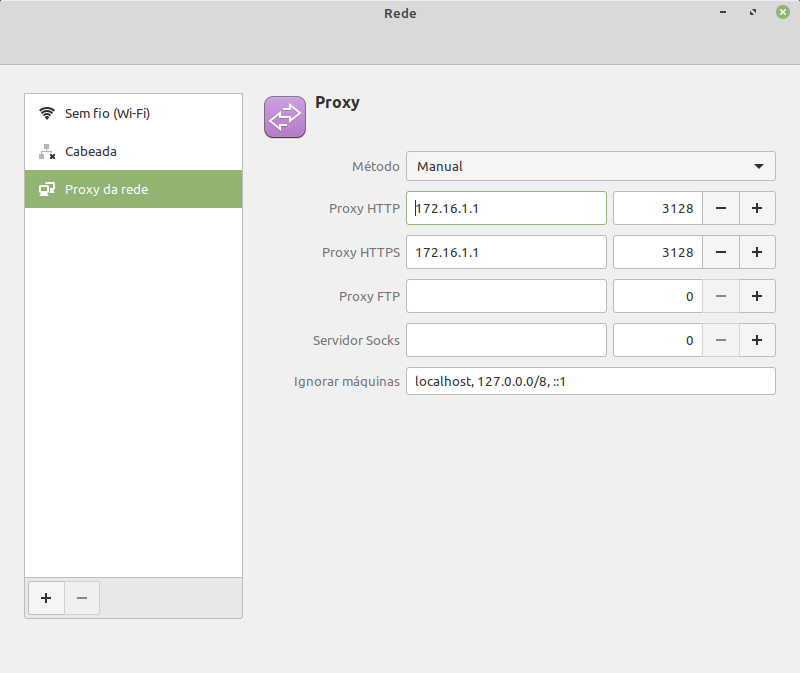 Rede
Sem fio (Wi-Fi)
Cabeada
Proxy da rede
Proxy
Método Manual
Proxy HTTP 172.16.1.1 3128
Proxy HTTPS 172.16.1.1 3128
Proxy FTP 0
Servidor Socks 0
Ignorar máquinas localhost, 127.0.0.0/8, ::1